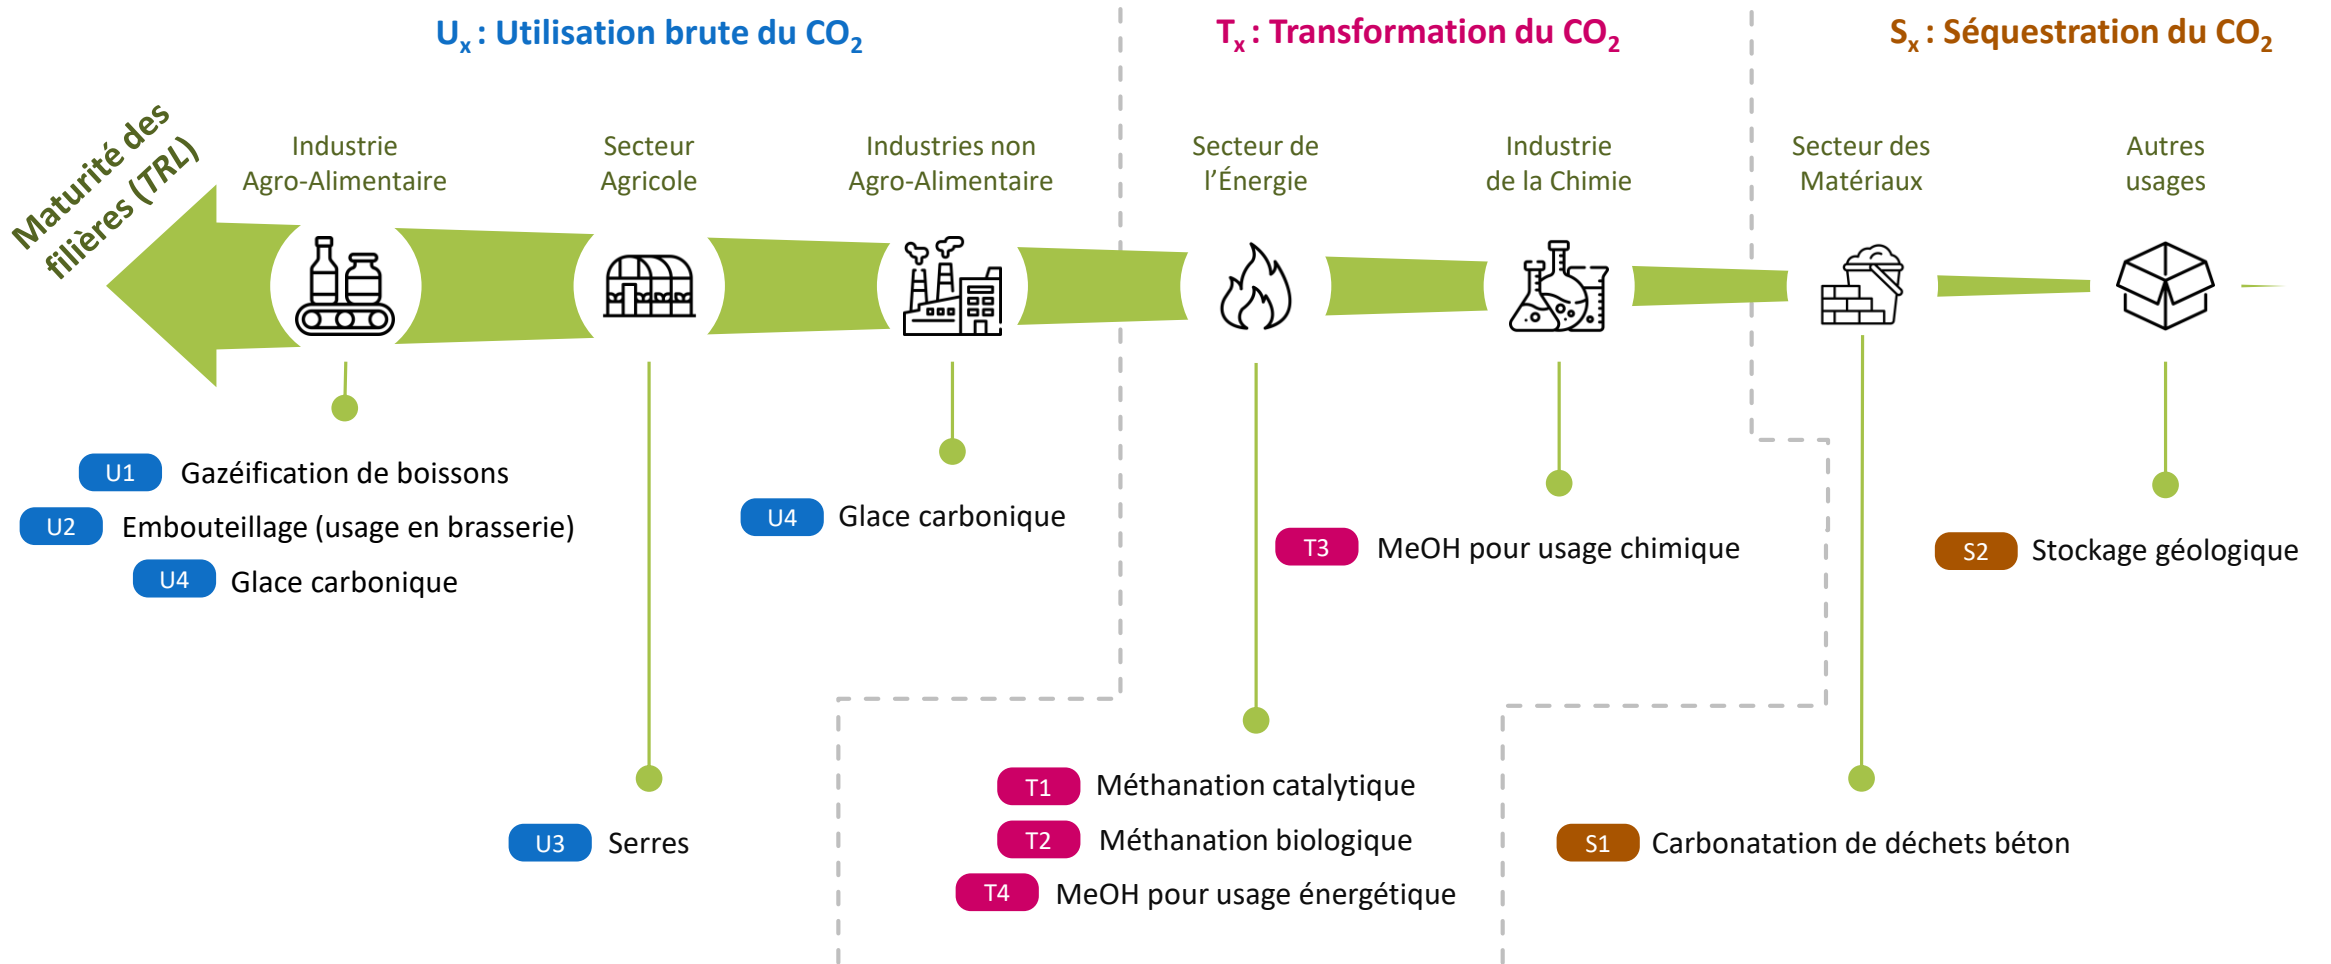 Uₓ : Utilisation brute du CO₂
Tₓ : Transformation du CO₂
Sₓ : Séquestration du CO₂
Maturité des
filières (TRL)
Industrie
Agro-Alimentaire
Secteur
Agricole
Industries non
Agro-Alimentaire
Secteur de
l'Énergie
Industrie
de la Chimie
Secteur des
Matériaux
Autres
usages
U1 Gazéification de boissons
U2 Embouteillage (usage en brasserie)
U4 Glace carbonique
U4 Glace carbonique
T3 MeOH pour usage chimique
S2 Stockage géologique
U3 Serres
T1 Méthanation catalytique
T2 Méthanation biologique
T4 MeOH pour usage énergétique
S1 Carbonatation de déchets béton